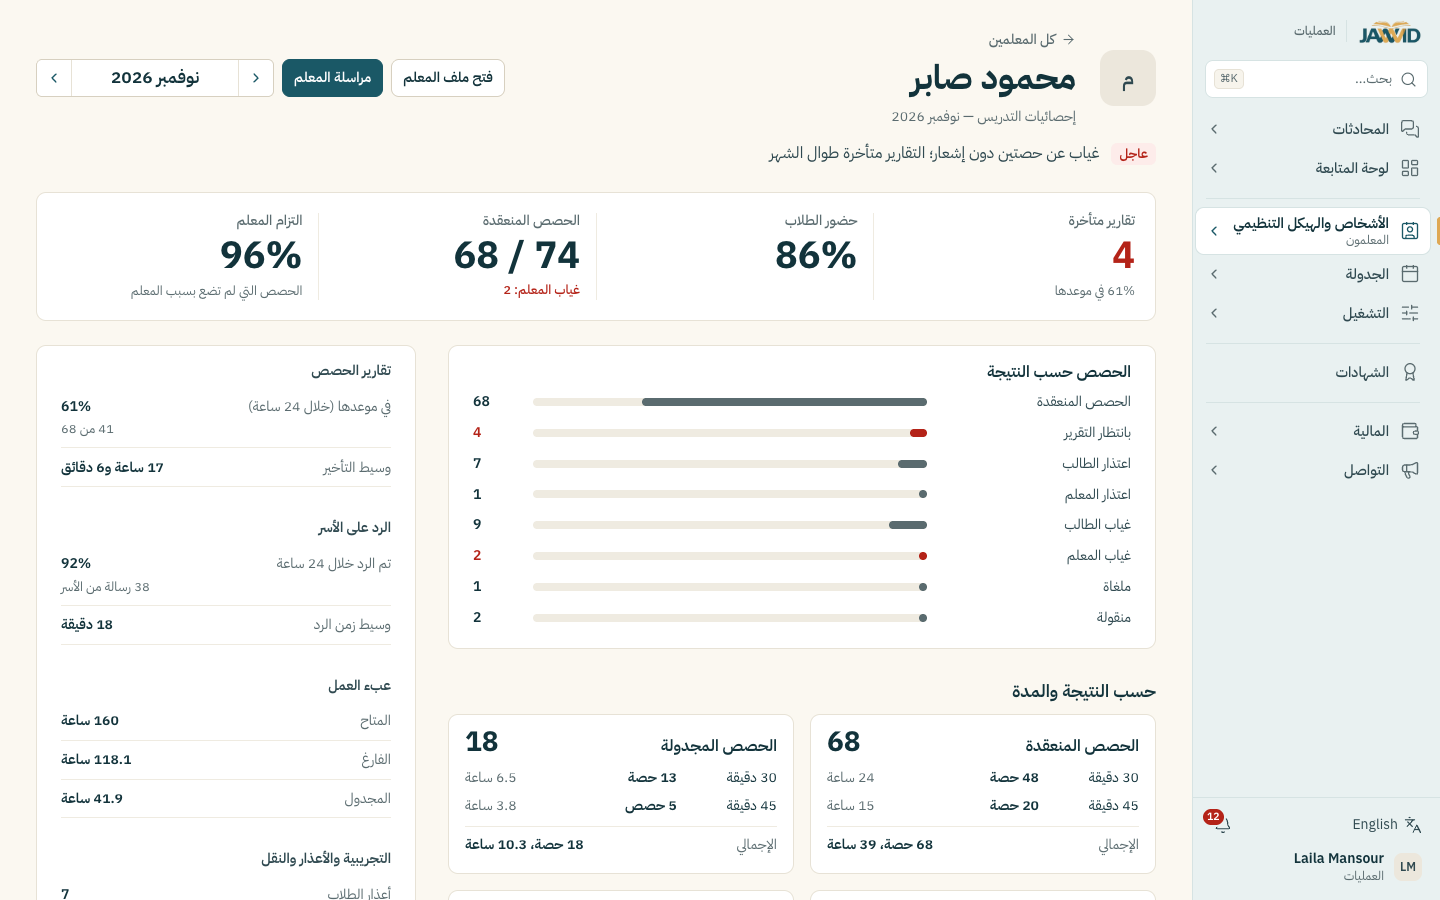 JAWWID
العمليات
بحث...
⌘K
المحادثات
لوحة المتابعة
الأشخاص والهيكل التنظيمي
المعلمون
الجدولة
التشغيل
الشهادات
المالية
التواصل
English
12
Laila Mansour
LM
العمليات
كل المعلمين
م
محمود صابر
إحصائيات التدريس — نوفمبر 2026
فتح ملف المعلم
مراسلة المعلم
نوفمبر 2026
عاجل
غياب عن حصتين دون إشعار؛ التقارير متأخرة طوال الشهر
تقارير متأخرة
4
61% في موعدها
حضور الطلاب
86%
الحصص المنعقدة
68 / 74
غياب المعلم: 2
التزام المعلم
96%
الحصص التي لم تضع بسبب المعلم
الحصص حسب النتيجة
الحصص المنعقدة 68
بانتظار التقرير 4
اعتذار الطالب 7
اعتذار المعلم 1
غياب الطالب 9
غياب المعلم 2
ملغاة 1
منقولة 2
حسب النتيجة والمدة
الحصص المنعقدة 68
30 دقيقة 48 حصة 24 ساعة
45 دقيقة 20 حصة 15 ساعة
الإجمالي 68 حصة، 39 ساعة
الحصص المجدولة 18
30 دقيقة 13 حصة 6.5 ساعة
45 دقيقة 5 حصص 3.8 ساعة
الإجمالي 18 حصة، 10.3 ساعة
تقارير الحصص
في موعدها (خلال 24 ساعة) 61%
41 من 68
وسيط التأخير 17 ساعة و6 دقائق
الرد على الأسر
تم الرد خلال 24 ساعة 92%
38 رسالة من الأسر
وسيط زمن الرد 18 دقيقة
عبء العمل
المتاح 160 ساعة
الفارغ 118.1 ساعة
المجدول 41.9 ساعة
التجريبية والأعذار والنقل
أعذار الطلاب 7